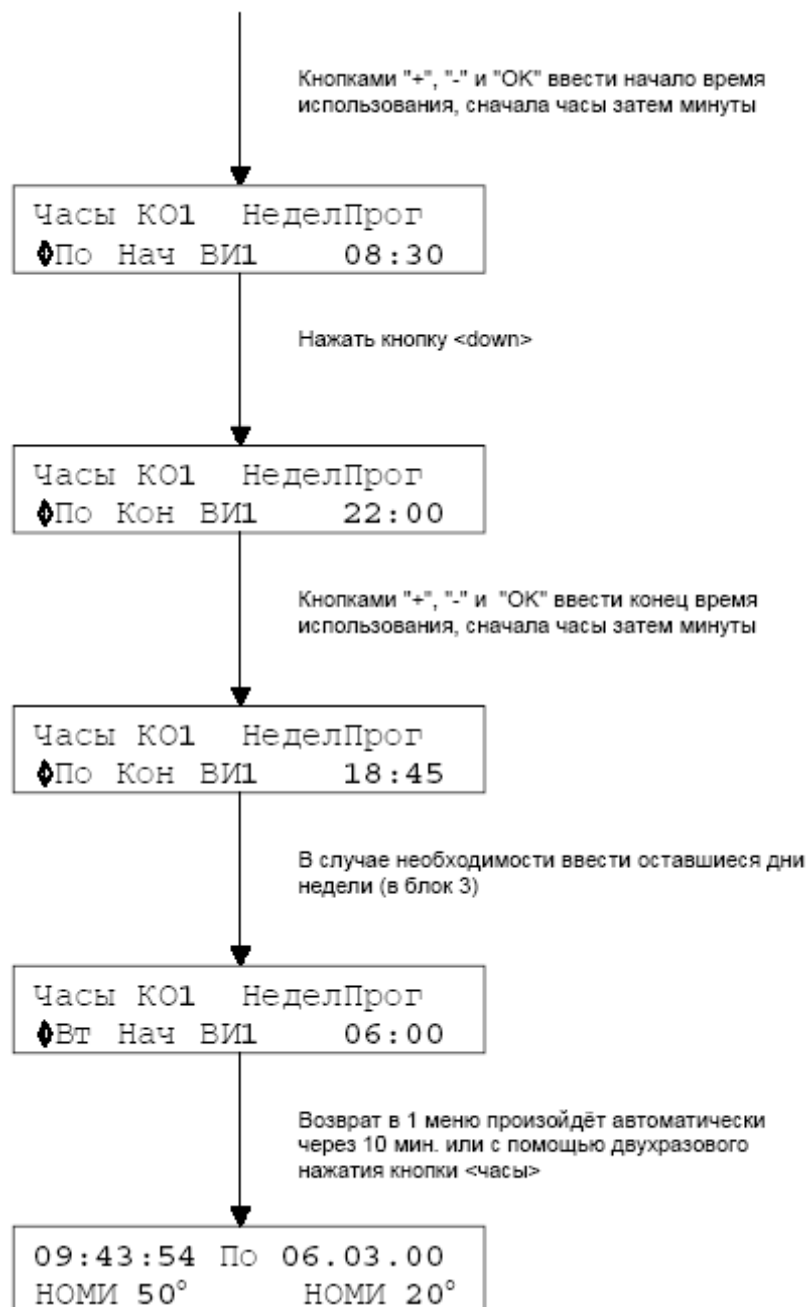 Кнопками "+", "-" и "OK" ввести начало время
использования, сначала часы затем минуты
Часы КО1 НеделПрог
По Нач ВИ1 08:30
Нажать кнопку <down>
Часы КО1 НеделПрог
По Кон ВИ1 22:00
Кнопками "+", "-" и "OK" ввести конец время
использования, сначала часы затем минуты
Часы КО1 НеделПрог
По Кон ВИ1 18:45
В случае необходимости ввести оставшиеся дни
недели (в блок 3)
Часы КО1 НеделПрог
Вт Нач ВИ1 06:00
Возврат в 1 меню произойдёт автоматически
через 10 мин. или с помощью двухразового
нажатия кнопки <часы>
09:43:54 По 06.03.00
НОМИ 50° НОМИ 20°